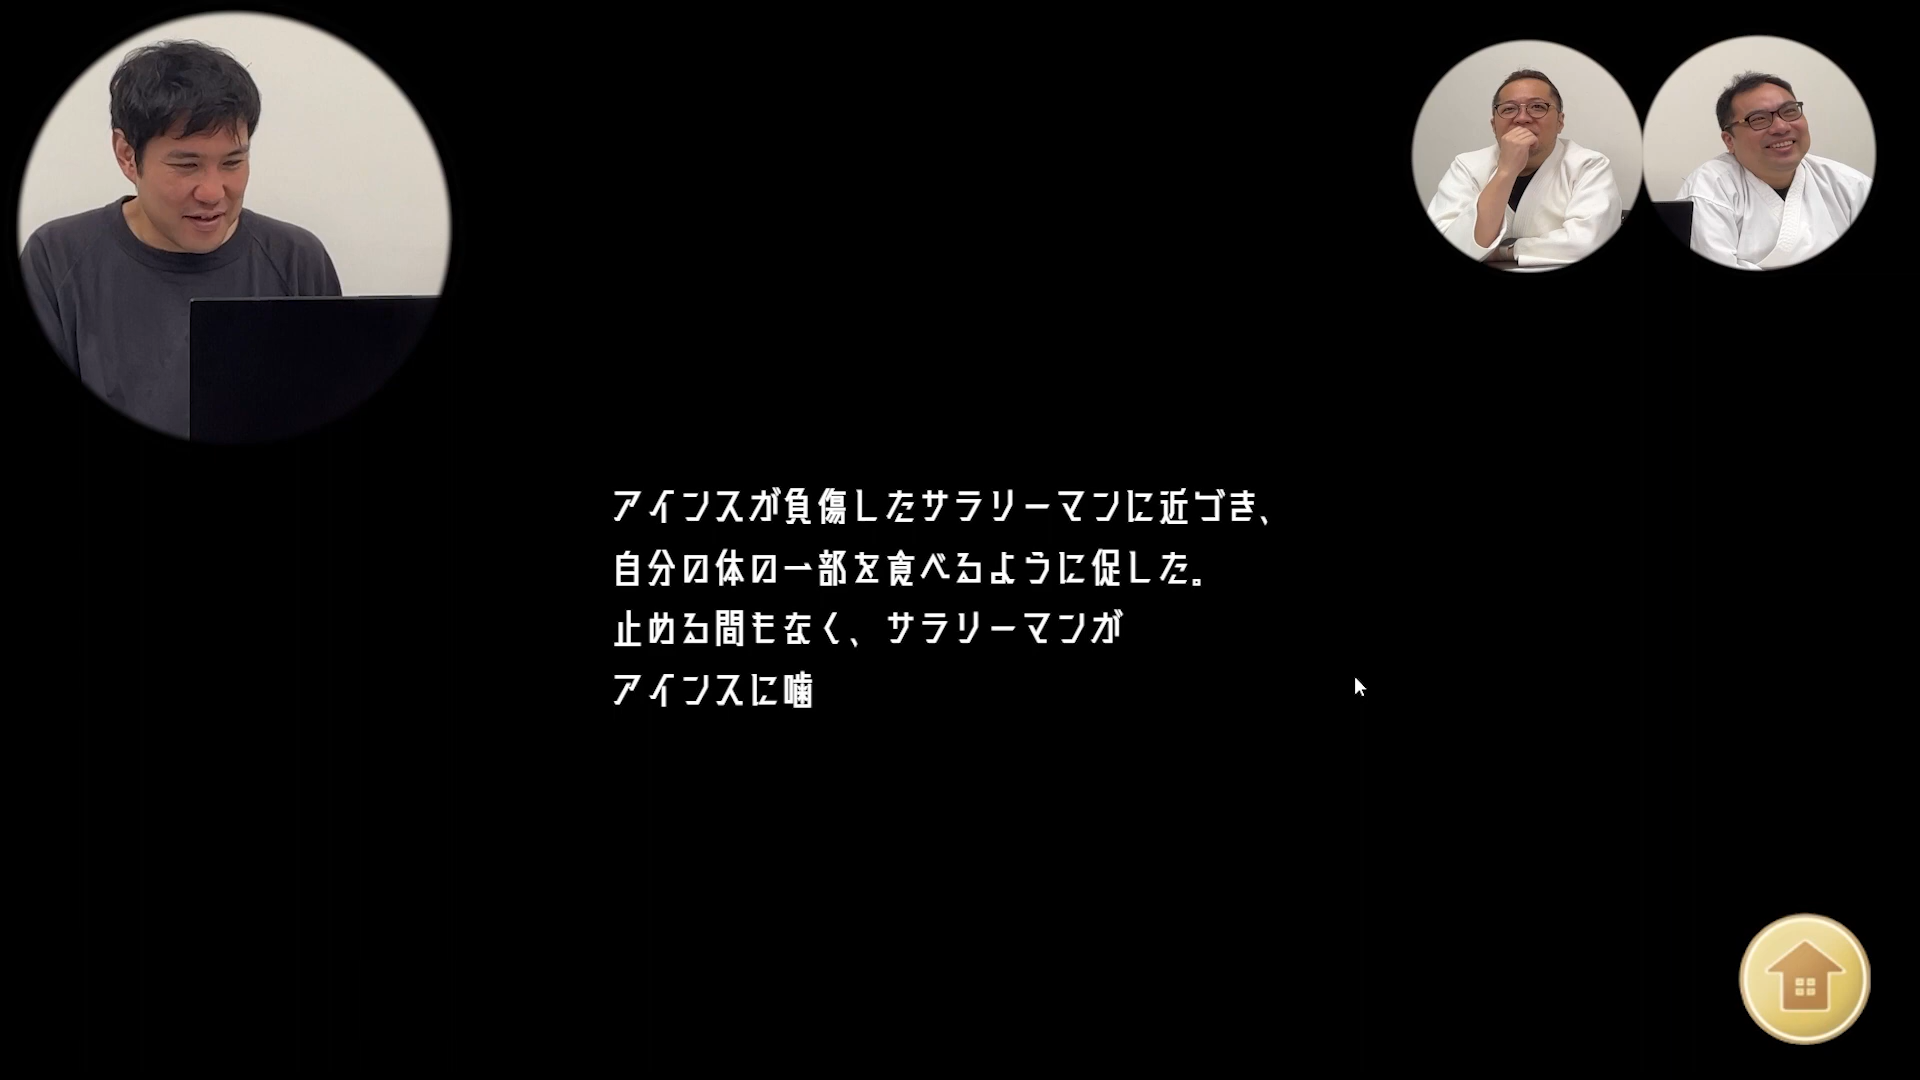 アインスが負傷したサラリーマンに近づき、
自分の体の一部を食べるように促した。
止める間もなく、サラリーマンが
アインスに噛